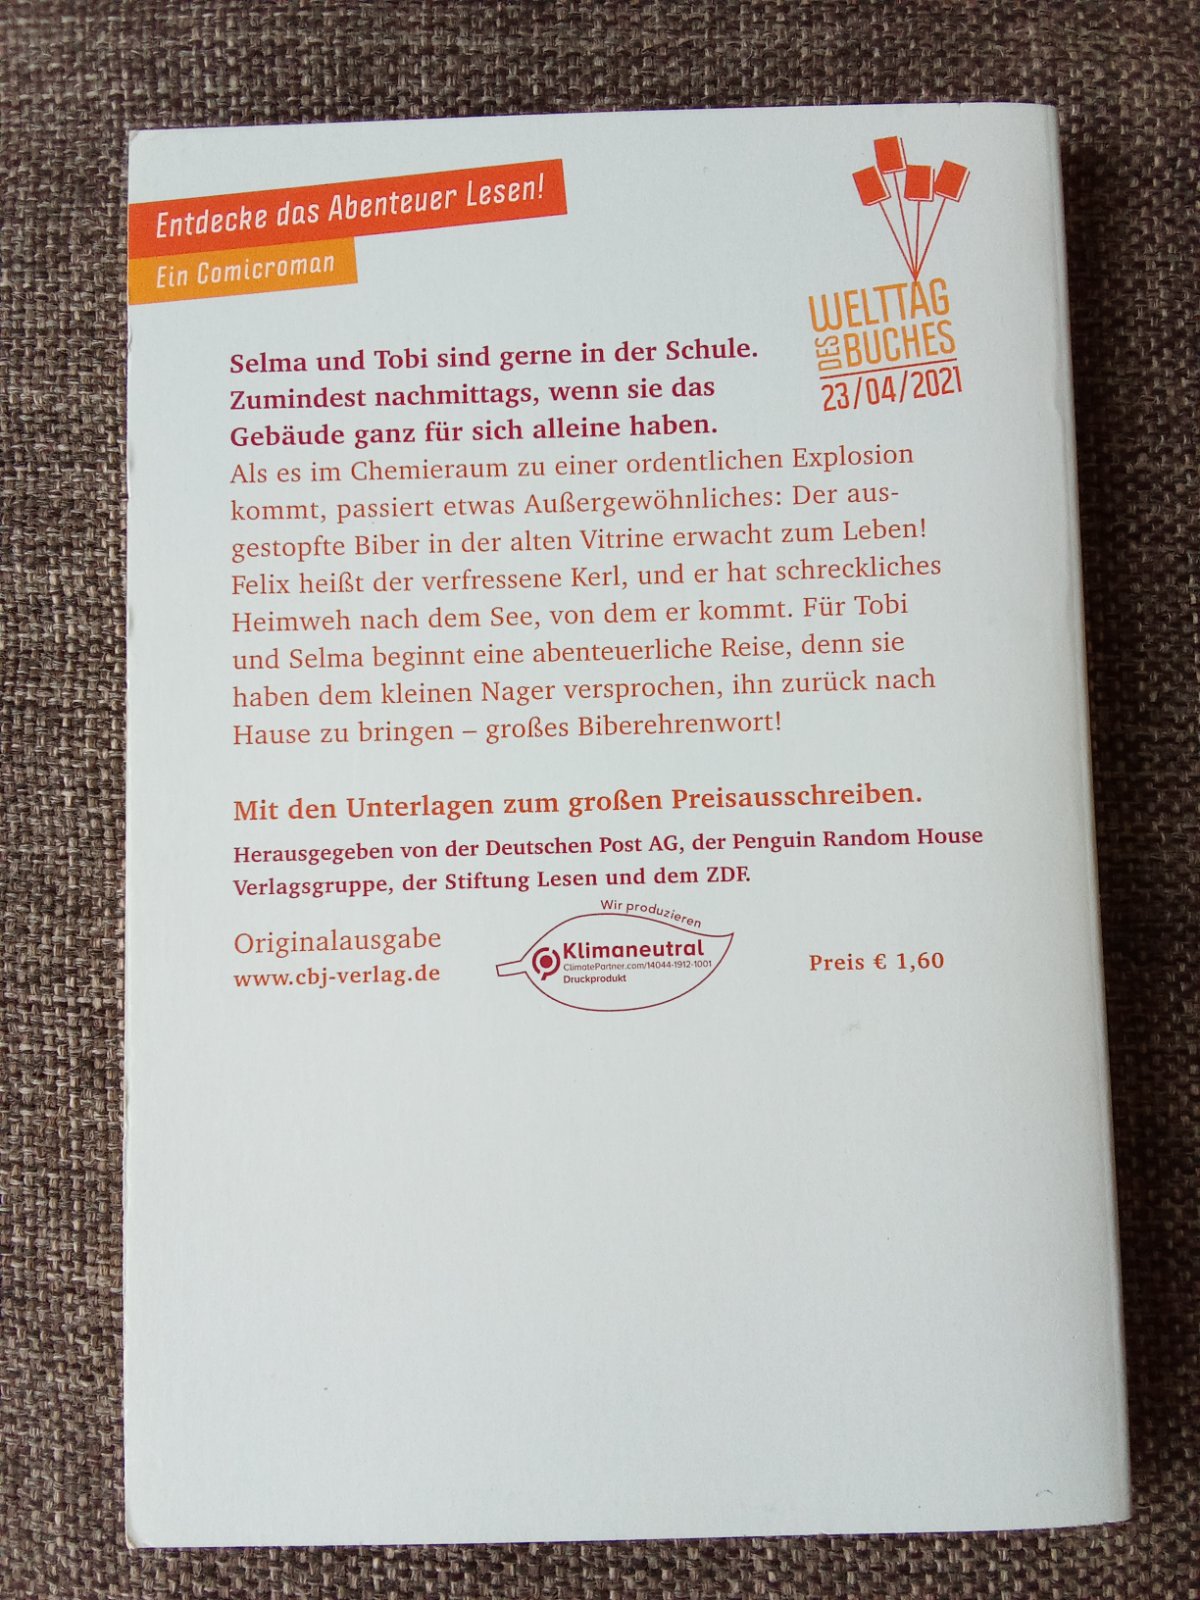 Entdecke das Abenteuer Lesen!
Ein Comicroman
WELTTAG
DES
BUCHES
23/04/2021
Selma und Tobi sind gerne in der Schule.
Zumindest nachmittags, wenn sie das
Gebäude ganz für sich alleine haben.
Als es im Chemieraum zu einer ordentlichen Explosion
kommt, passiert etwas Außergewöhnliches: Der aus-
gestopfte Biber in der alten Vitrine erwacht zum Leben!
Felix heißt der verfressene Kerl, und er hat schreckliches
Heimweh nach dem See, von dem er kommt. Für Tobi
und Selma beginnt eine abenteuerliche Reise, denn sie
haben dem kleinen Nager versprochen, ihn zurück nach
Hause zu bringen – großes Biberehrenwort!
Mit den Unterlagen zum großen Preisausschreiben.
Herausgegeben von der Deutschen Post AG, der Penguin Random House
Verlagsgruppe, der Stiftung Lesen und dem ZDF.
Originalausgabe
www.cbj-verlag.de
Wir produzieren
Klimaneutral
ClimatePartner.com/14044-1912-1001
Druckprodukt
Preis € 1,60